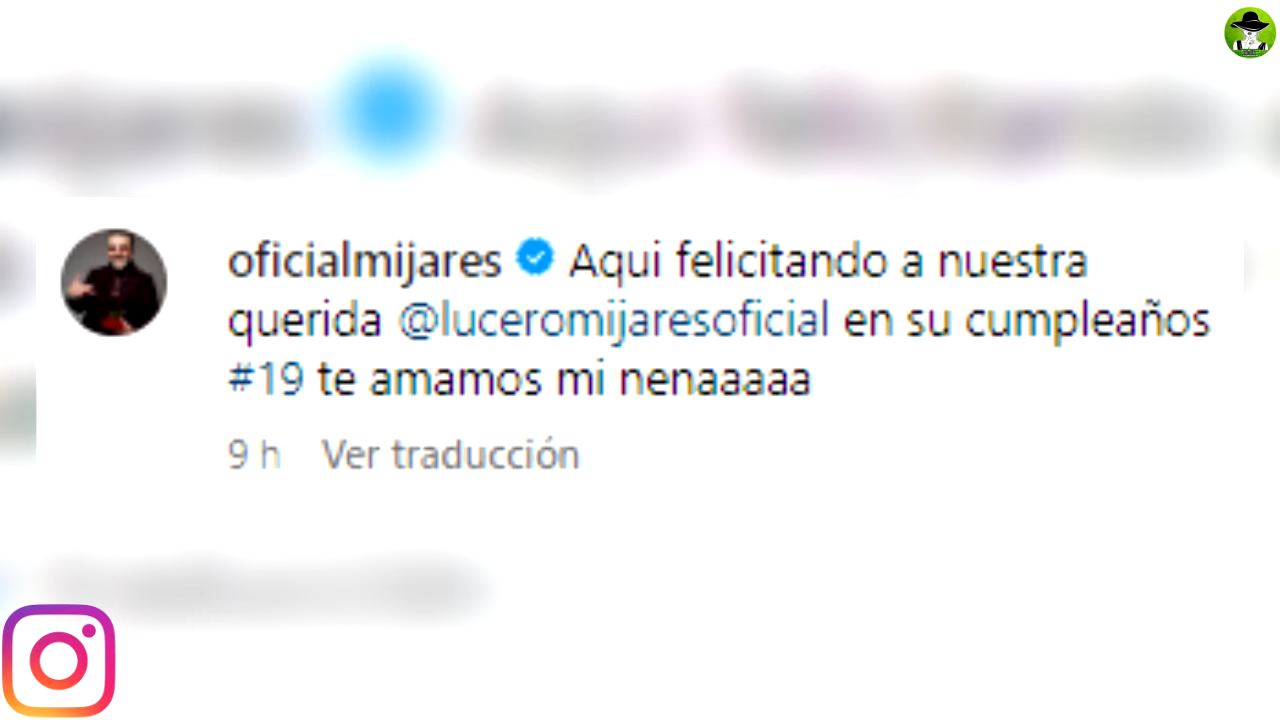 oficialmijares Aqui felicitando a nuestra
querida @luceromijaresoficial en su cumpleaños
#19 te amamos mi nenaaaaa
9 h Ver traducción